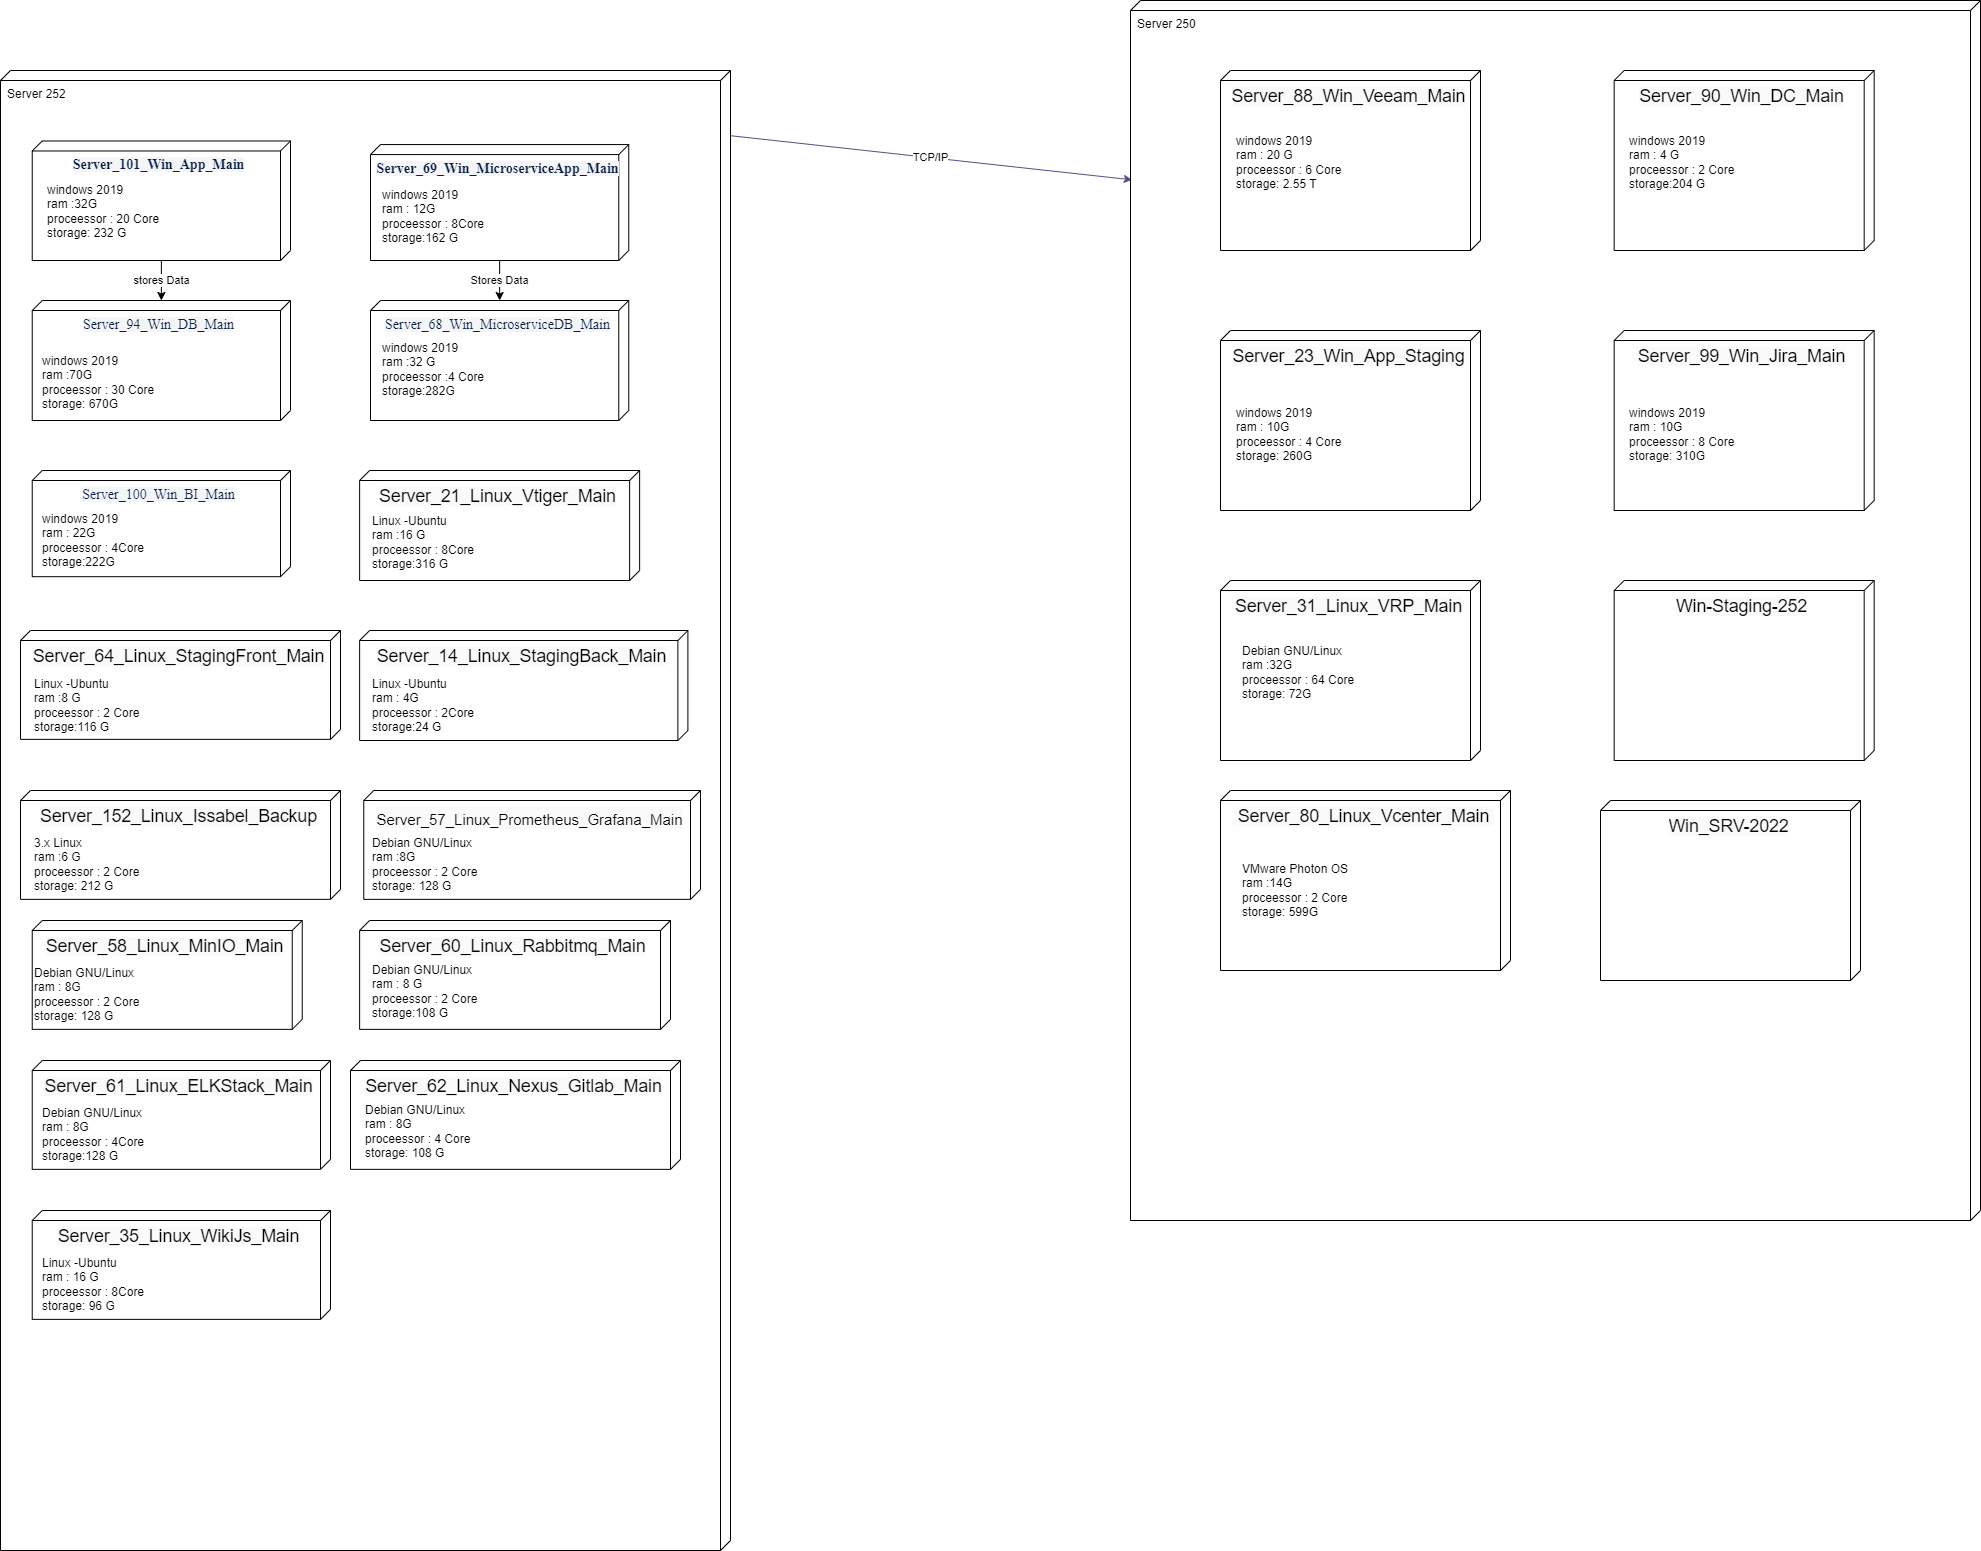 Server 252
Server_101_Win_App_Main
windows 2019
ram :32G
proceessor : 20 Core
storage: 232 G
Server_69_Win_MicroserviceApp_Main
windows 2019
ram : 12G
proceessor : 8Core
storage:162 G
stores Data
Stores Data
Server_94_Win_DB_Main
windows 2019
ram :70G
proceessor : 30 Core
storage: 670G
Server_68_Win_MicroserviceDB_Main
windows 2019
ram :32 G
proceessor :4 Core
storage:282G
Server_100_Win_BI_Main
windows 2019
ram : 22G
proceessor : 4Core
storage:222G
Server_21_Linux_Vtiger_Main
Linux -Ubuntu
ram :16 G
proceessor : 8Core
storage:316 G
Server_64_Linux_StagingFront_Main
Linux -Ubuntu
ram :8 G
proceessor : 2 Core
storage:116 G
Server_14_Linux_StagingBack_Main
Linux -Ubuntu
ram : 4G
proceessor : 2Core
storage:24 G
Server_152_Linux_Issabel_Backup
3.x Linux
ram :6 G
proceessor : 2 Core
storage: 212 G
Server_57_Linux_Prometheus_Grafana_Main
Debian GNU/Linux
ram :8G
proceessor : 2 Core
storage: 128 G
Server_58_Linux_MinIO_Main
Debian GNU/Linux
ram : 8G
proceessor : 2 Core
storage: 128 G
Server_60_Linux_Rabbitmq_Main
Debian GNU/Linux
ram : 8 G
proceessor : 2 Core
storage:108 G
Server_61_Linux_ELKStack_Main
Debian GNU/Linux
ram : 8G
proceessor : 4Core
storage:128 G
Server_62_Linux_Nexus_Gitlab_Main
Debian GNU/Linux
ram : 8G
proceessor : 4 Core
storage: 108 G
Server_35_Linux_WikiJs_Main
Linux -Ubuntu
ram : 16 G
proceessor : 8Core
storage: 96 G
TCP/IP
Server 250
Server_88_Win_Veeam_Main
windows 2019
ram : 20 G
proceessor : 6 Core
storage: 2.55 T
Server_90_Win_DC_Main
windows 2019
ram : 4 G
proceessor : 2 Core
storage:204 G
Server_23_Win_App_Staging
windows 2019
ram : 10G
proceessor : 4 Core
storage: 260G
Server_99_Win_Jira_Main
windows 2019
ram : 10G
proceessor : 8 Core
storage: 310G
Server_31_Linux_VRP_Main
Debian GNU/Linux
ram :32G
proceessor : 64 Core
storage: 72G
Win-Staging-252
Server_80_Linux_Vcenter_Main
VMware Photon OS
ram :14G
proceessor : 2 Core
storage: 599G
Win_SRV-2022